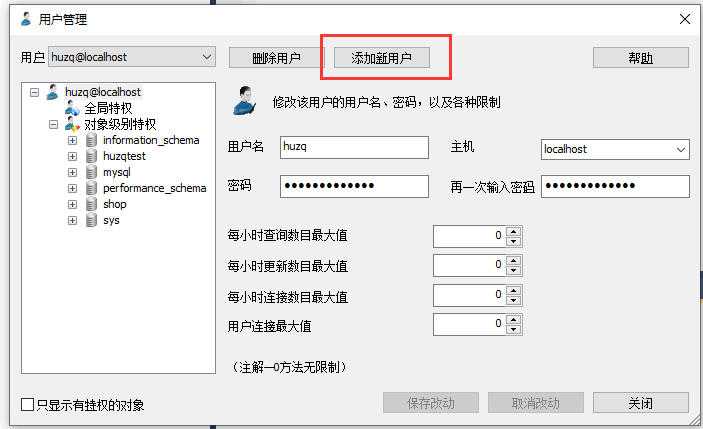 用户管理
用户 huzq@localhost 删除用户 添加新用户 帮助
huzq@localhost
全局特权
对象级别特权
information_schema
huzqtest
mysql
performance_schema
shop
sys
修改该用户的用户名、密码，以及各种限制
用户名 huzq 主机 localhost
密码 ●●●●●●●●●●●●● 再一次输入密码 ●●●●●●●●●●●●●
每小时查询数目最大值 0
每小时更新数目最大值 0
每小时连接数目最大值 0
用户连接最大值 0
（注解—0方法无限制）
只显示有特权的对象 保存改动 取消改动 关闭